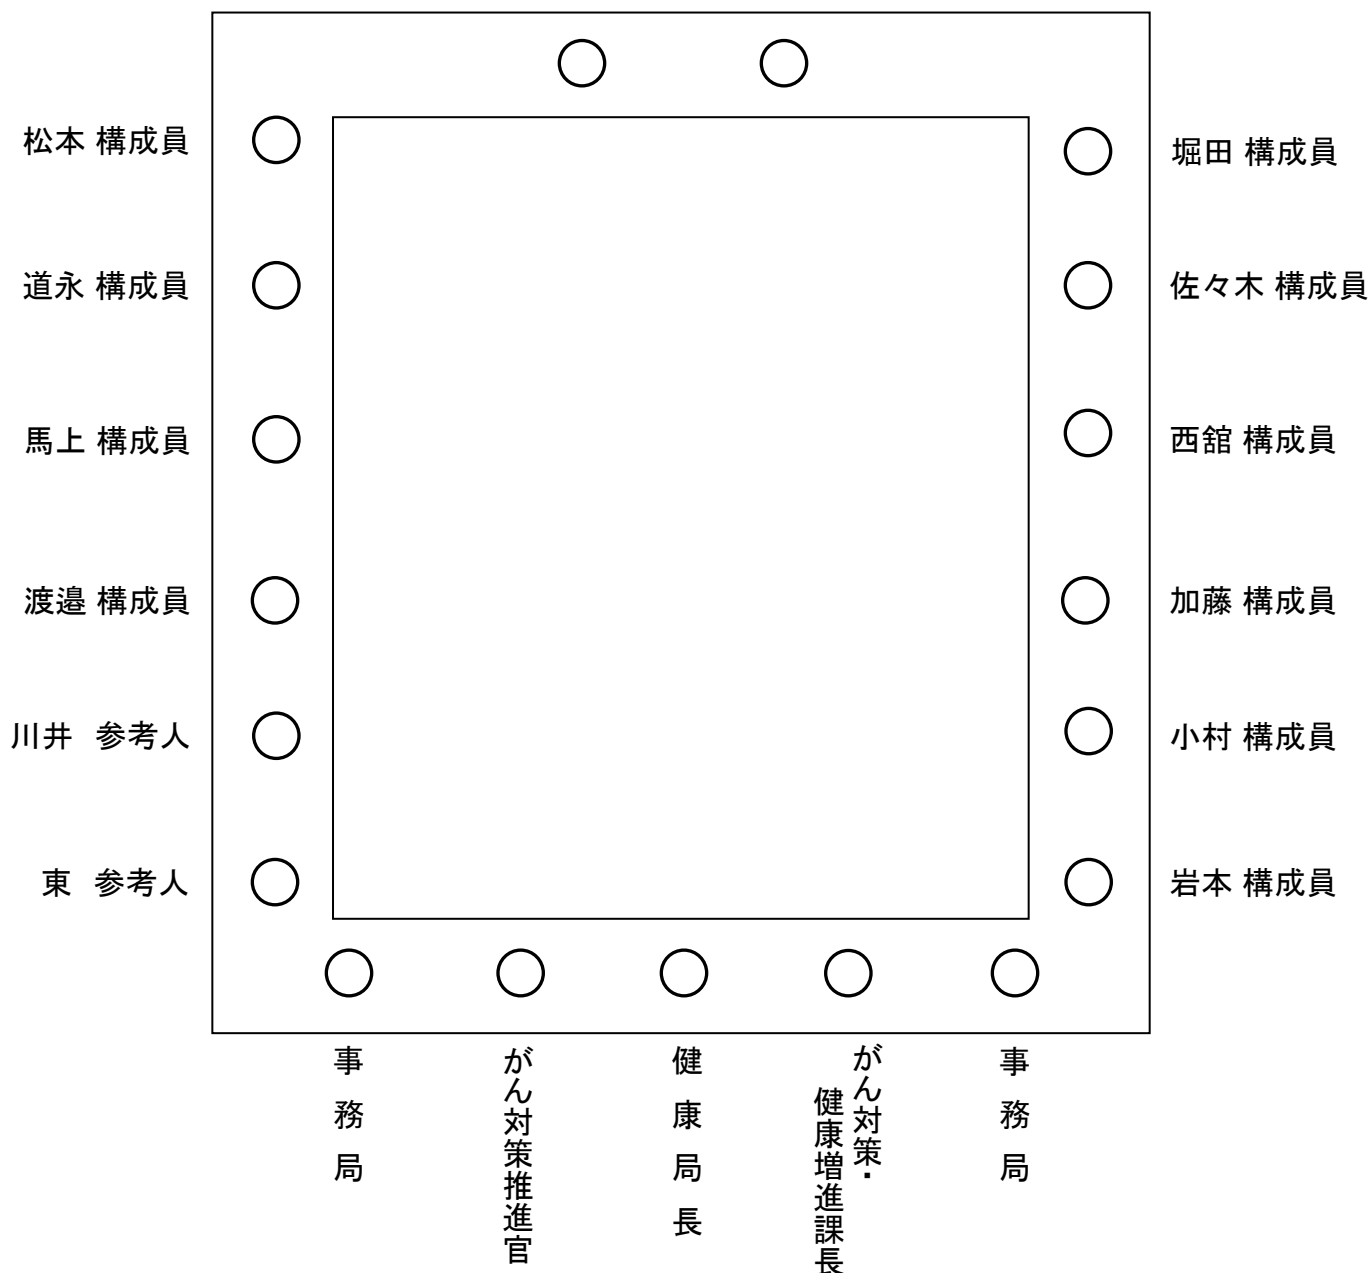 松本 構成員
道永 構成員
馬上 構成員
渡邉 構成員
川井 参考人
東 参考人
堀田 構成員
佐々木 構成員
西舘 構成員
加藤 構成員
小村 構成員
岩本 構成員
事務局
がん対策推進官
健康局長
がん対策・
健康増進課長
事務局